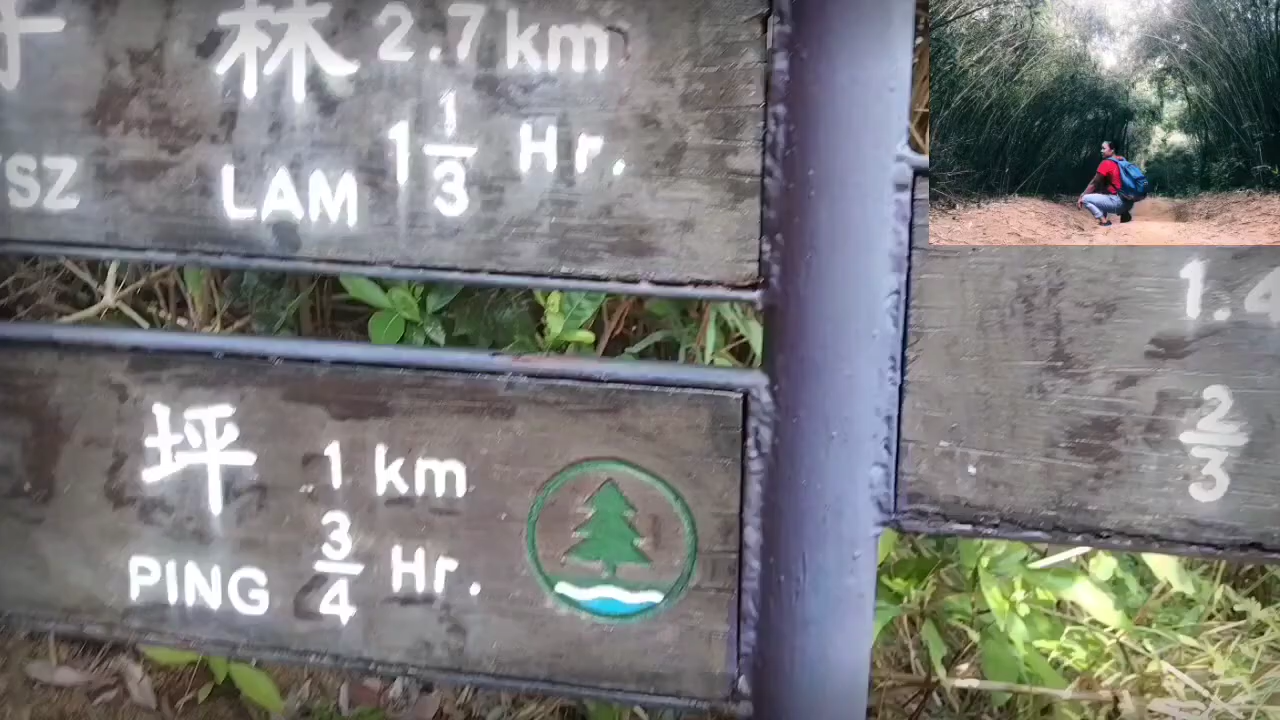 林 2.7 km
SZ LAM 1 1/3 Hr.
坪 1 km
PING 3/4 Hr.
1.4
2/3